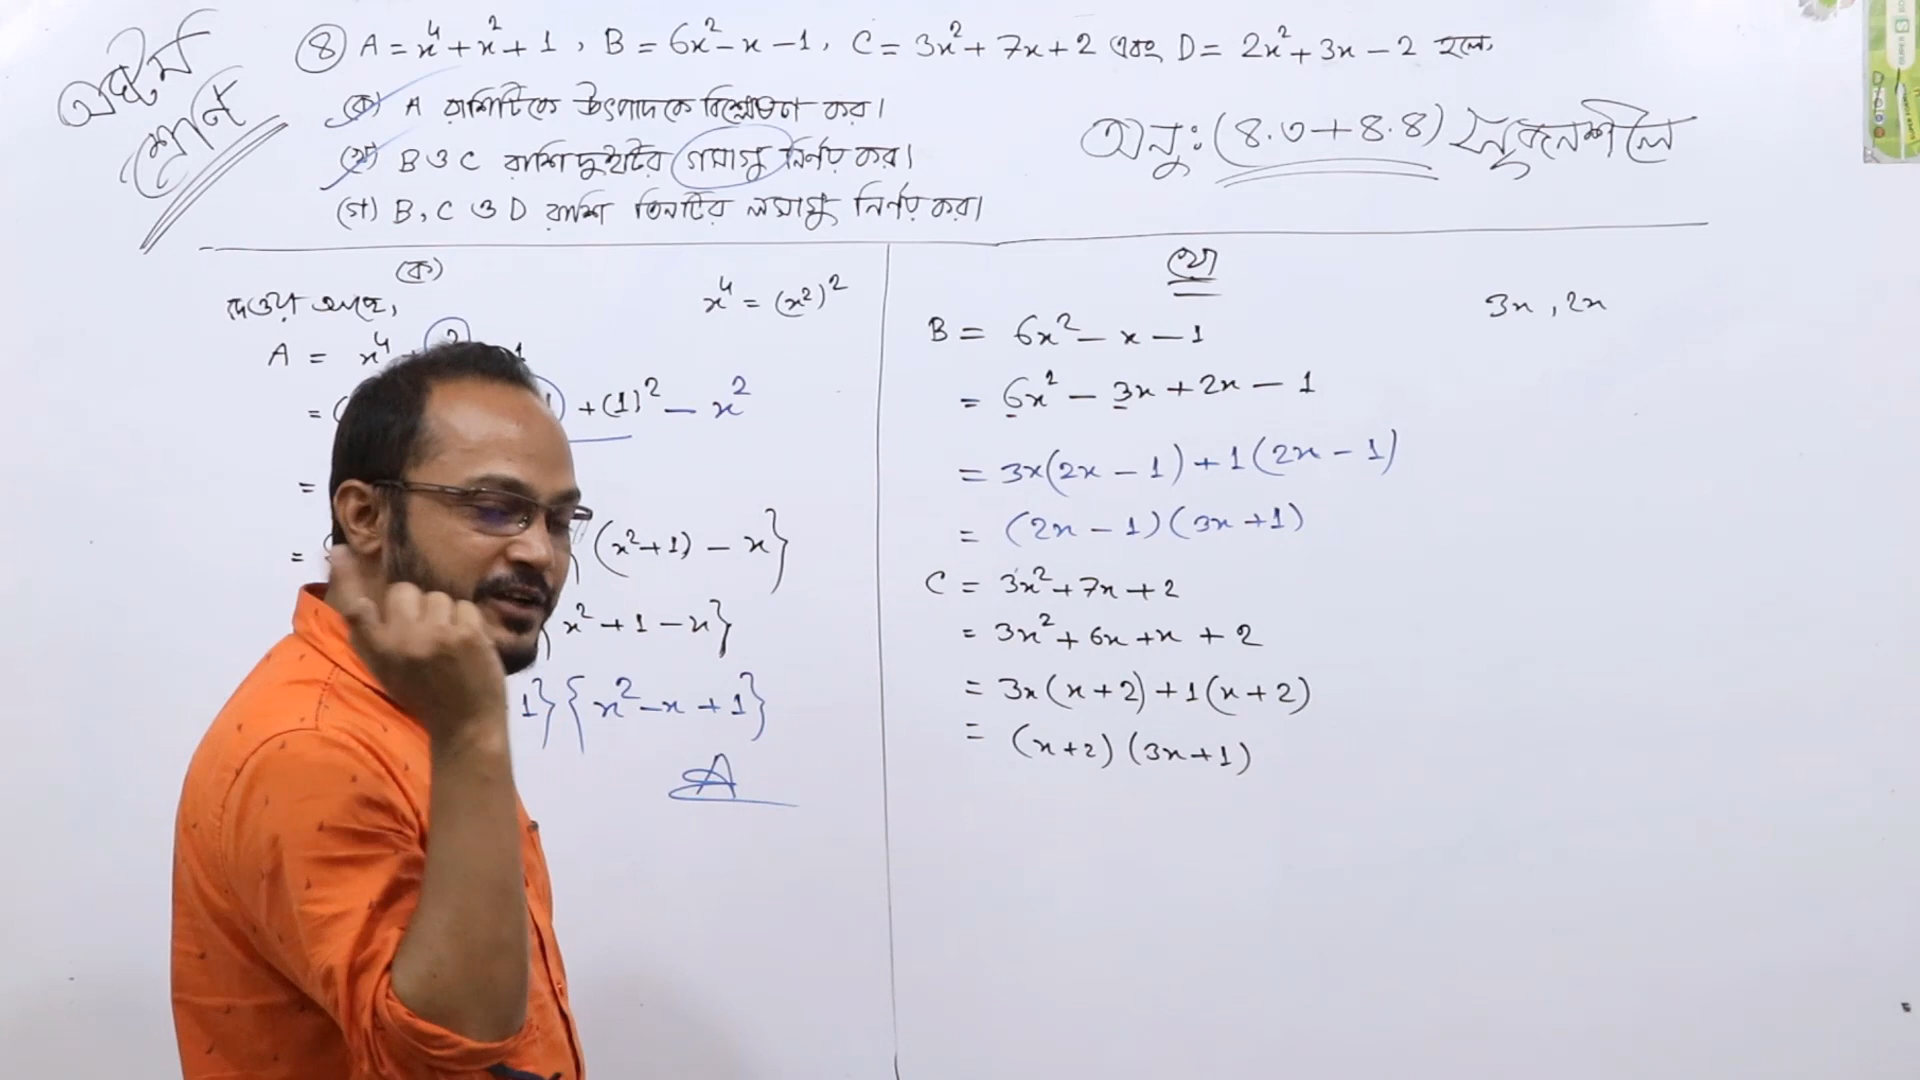 অষ্টম
শ্রেণি
৪ A = x⁴ + x² + 1, B = 6x² - x - 1, C = 3x² + 7x + 2 এবং D = 2x² + 3x - 2 হলে,
(ক) A রাশিটিকে উৎপাদকে বিশ্লেষণ কর।
(খ) B ও C রাশি দুইটির গসাগু নির্ণয় কর।
(গ) B, C ও D রাশি তিনটির লসাগু নির্ণয় কর।
অনু: (৪.৩+৪.৪) সৃজনশীল
(ক)
দেওয়া আছে,
x⁴ = (x²)²
A = x⁴ 1
= ( ) + (1)² - x²
=
= (x²+1) - x}
{x² + 1 - x}
1}{x² - x + 1}
A
(খ)
3x, 2x
B = 6x² - x - 1
= 6x² - 3x + 2x - 1
= 3x(2x - 1) + 1(2x - 1)
= (2x - 1)(3x + 1)
C = 3x² + 7x + 2
= 3x² + 6x + x + 2
= 3x(x + 2) + 1(x + 2)
= (x+2)(3x+1)